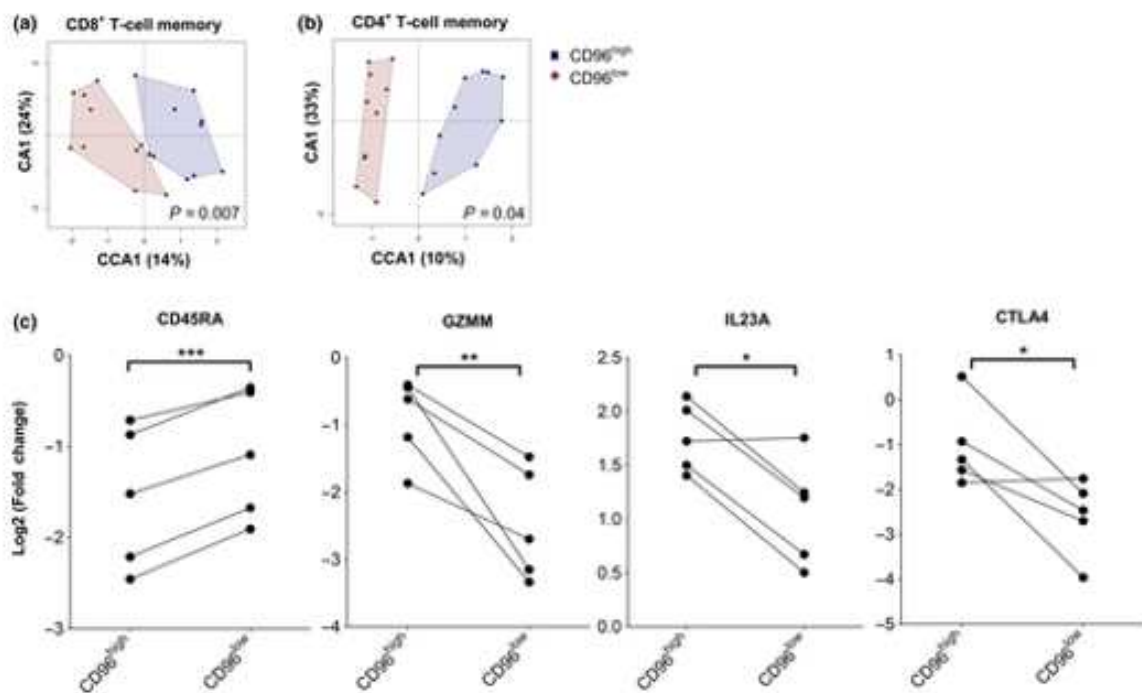 (a) CD8⁺ T-cell memory
(b) CD4⁺ T-cell memory
CD96ʰⁱᵍʰ
CD96ˡᵒʷ
CA1 (24%)
P = 0.007
CCA1 (14%)
CA1 (33%)
P = 0.04
CCA1 (10%)
(c)
CD45RA
GZMM
IL23A
CTLA4
Log2 (Fold change)
***
0
−1
−2
−3
CD96ʰⁱᵍʰ
CD96ˡᵒʷ
**
0
−1
−2
−3
−4
CD96ʰⁱᵍʰ
CD96ˡᵒʷ
*
2.5
2.0
1.5
1.0
0.5
0.0
CD96ʰⁱᵍʰ
CD96ˡᵒʷ
*
1
0
−1
−2
−3
−4
−5
CD96ʰⁱᵍʰ
CD96ˡᵒʷ